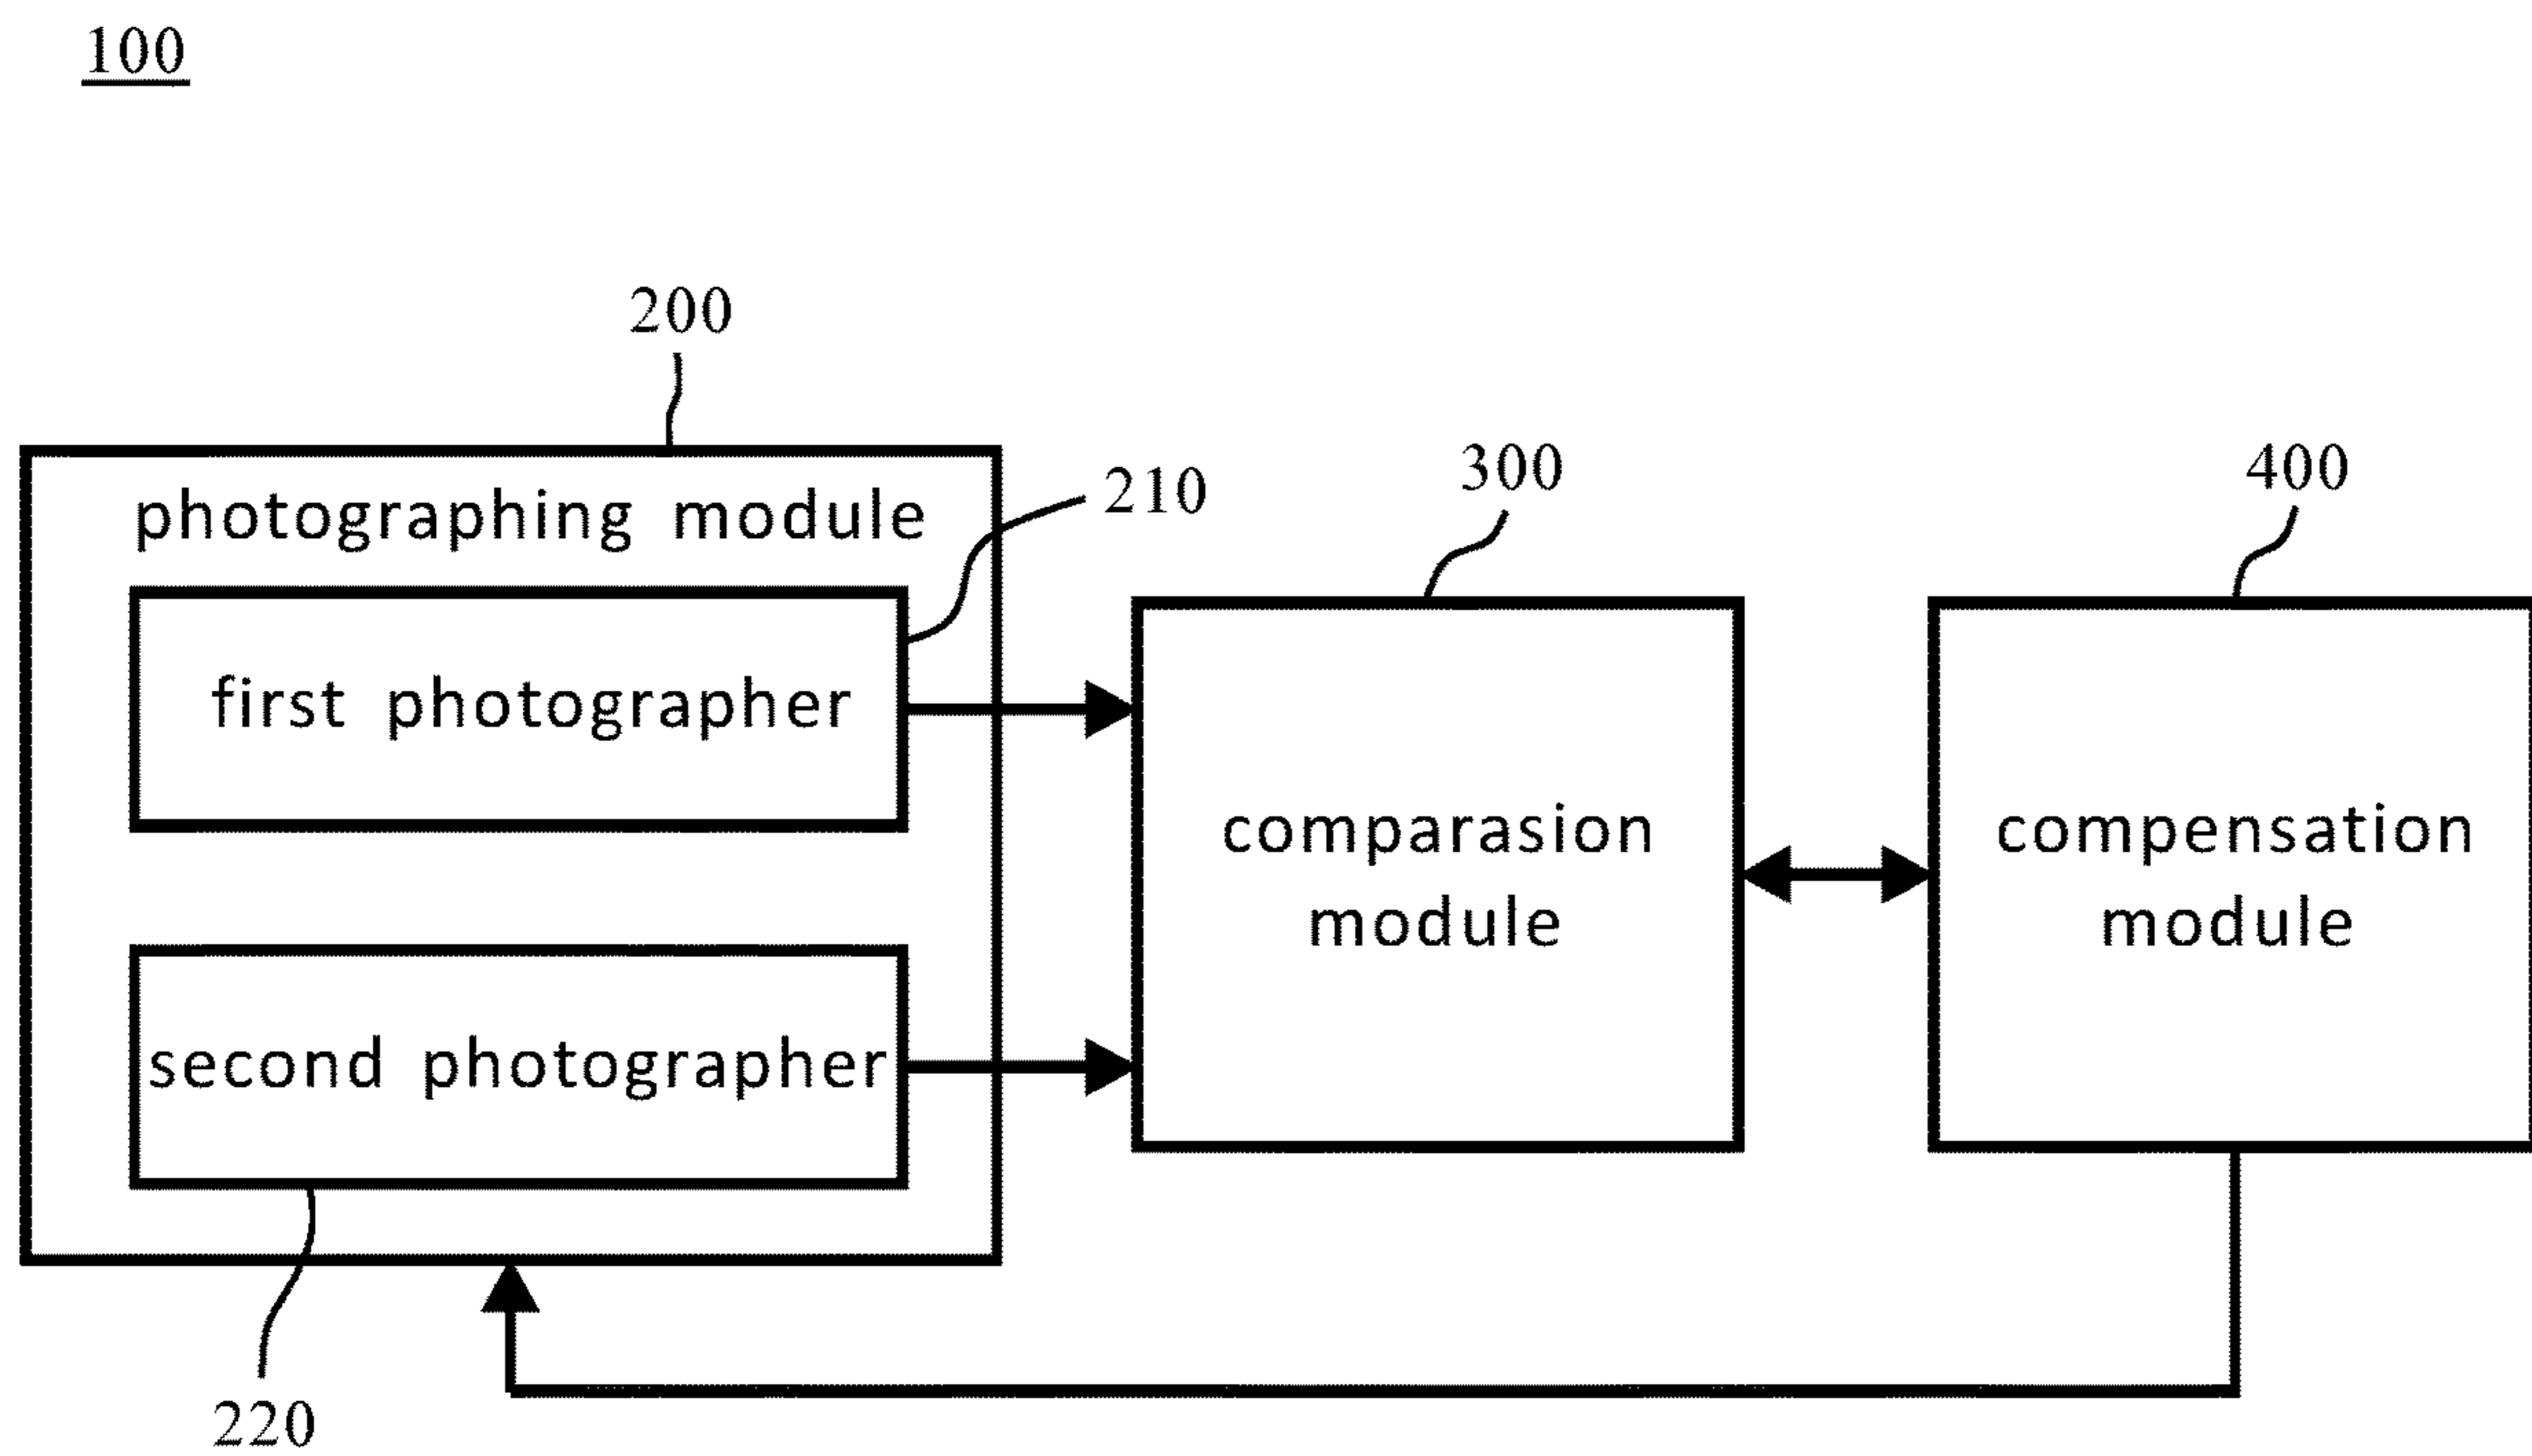 100
200
photographing module
210
first photographer
300
400
comparasion
module
compensation
module
second photographer
220